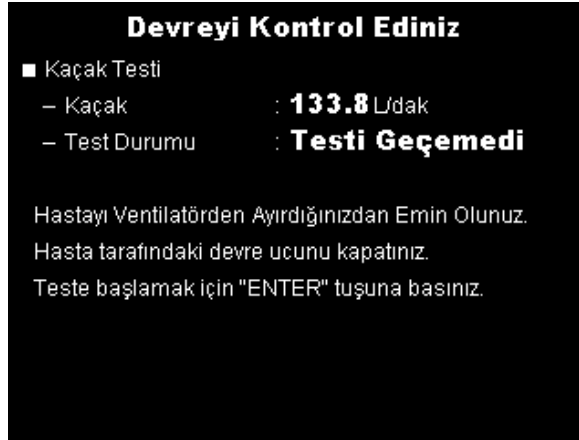 Devreyi Kontrol Ediniz
■ Kaçak Testi
– Kaçak : 133.8 L/dak
– Test Durumu : Testi Geçemedi
Hastayı Ventilatörden Ayırdığınızdan Emin Olunuz.
Hasta tarafındaki devre ucunu kapatınız.
Teste başlamak için "ENTER" tuşuna basınız.